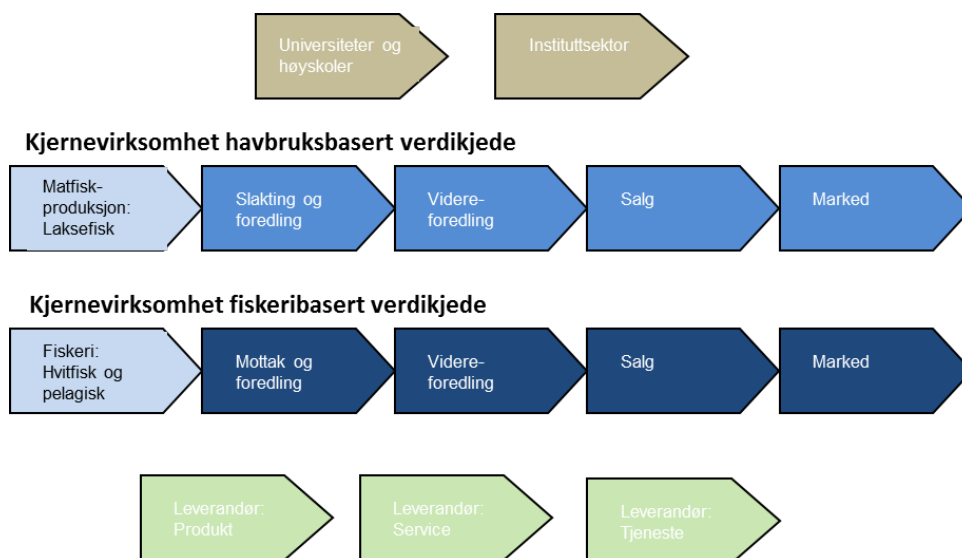 Universiteter og
høyskoler
Instituttsektor
Kjernevirksomhet havbruksbasert verdikjede
Matfisk-
produksjon:
Laksefisk
Slakting og
foredling
Videre-
foredling
Salg
Marked
Kjernevirksomhet fiskeribasert verdikjede
Fiskeri:
Hvitfisk og
pelagisk
Mottak og
foredling
Videre-
foredling
Salg
Marked
Leverandør:
Produkt
Leverandør:
Service
Leverandør:
Tjeneste